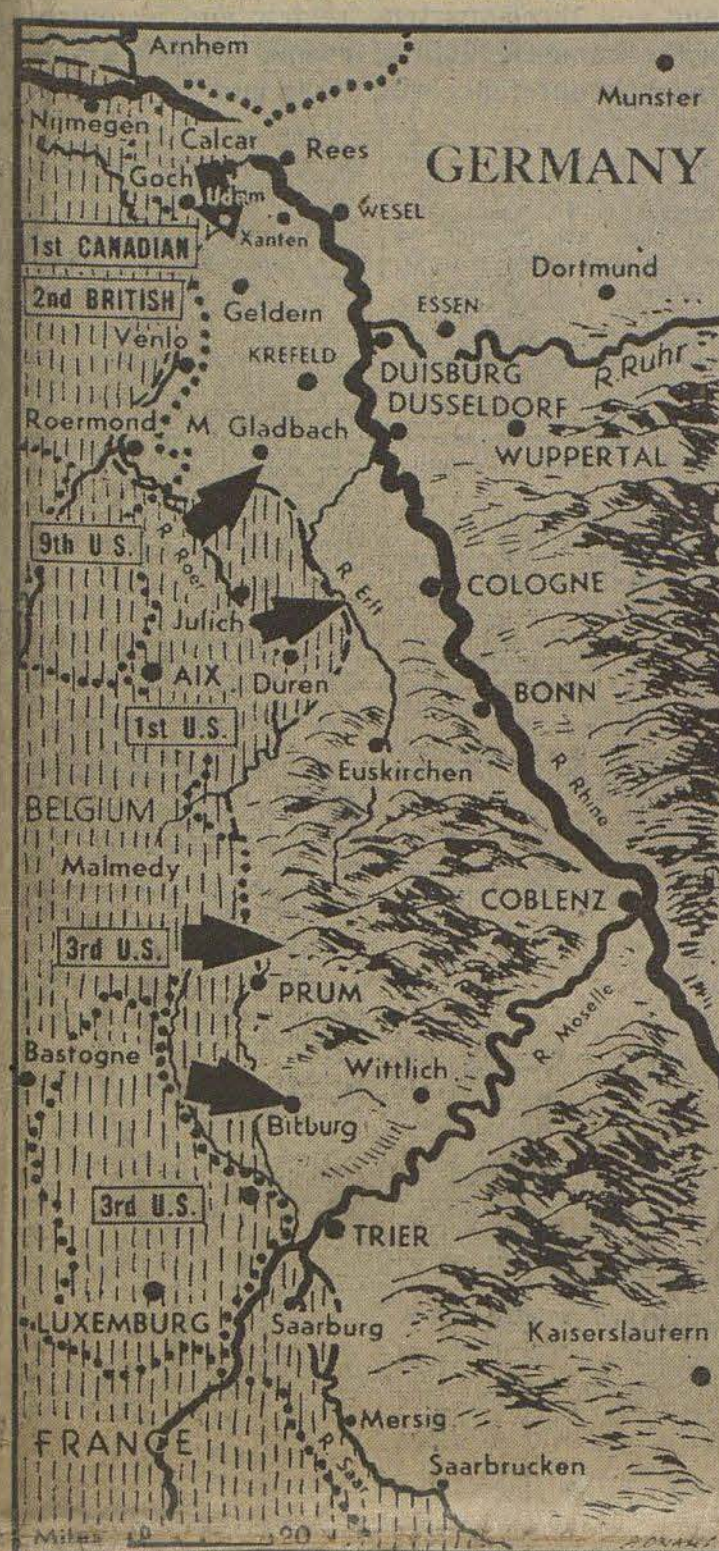 Arnhem
Munster
Nijmegen
Calcar
Rees
GERMANY
Goch
Udem
WESEL
Xanten
1st CANADIAN
Dortmund
2nd BRITISH
Geldern
ESSEN
Venlo
KREFELD
R. Ruhr
DUISBURG
DUSSELDORF
Roermond
M. Gladbach
WUPPERTAL
9th U.S.
R. Roer
R. Erft
COLOGNE
Julich
AIX
Duren
BONN
1st U.S.
Euskirchen
R. Rhine
BELGIUM
Malmedy
COBLENZ
3rd U.S.
PRUM
R. Moselle
Bastogne
Wittlich
Bitburg
3rd U.S.
TRIER
LUXEMBURG
Saarburg
Kaiserslautern
Mersig
FRANCE
R. Saar
Saarbrucken
Miles 0 20